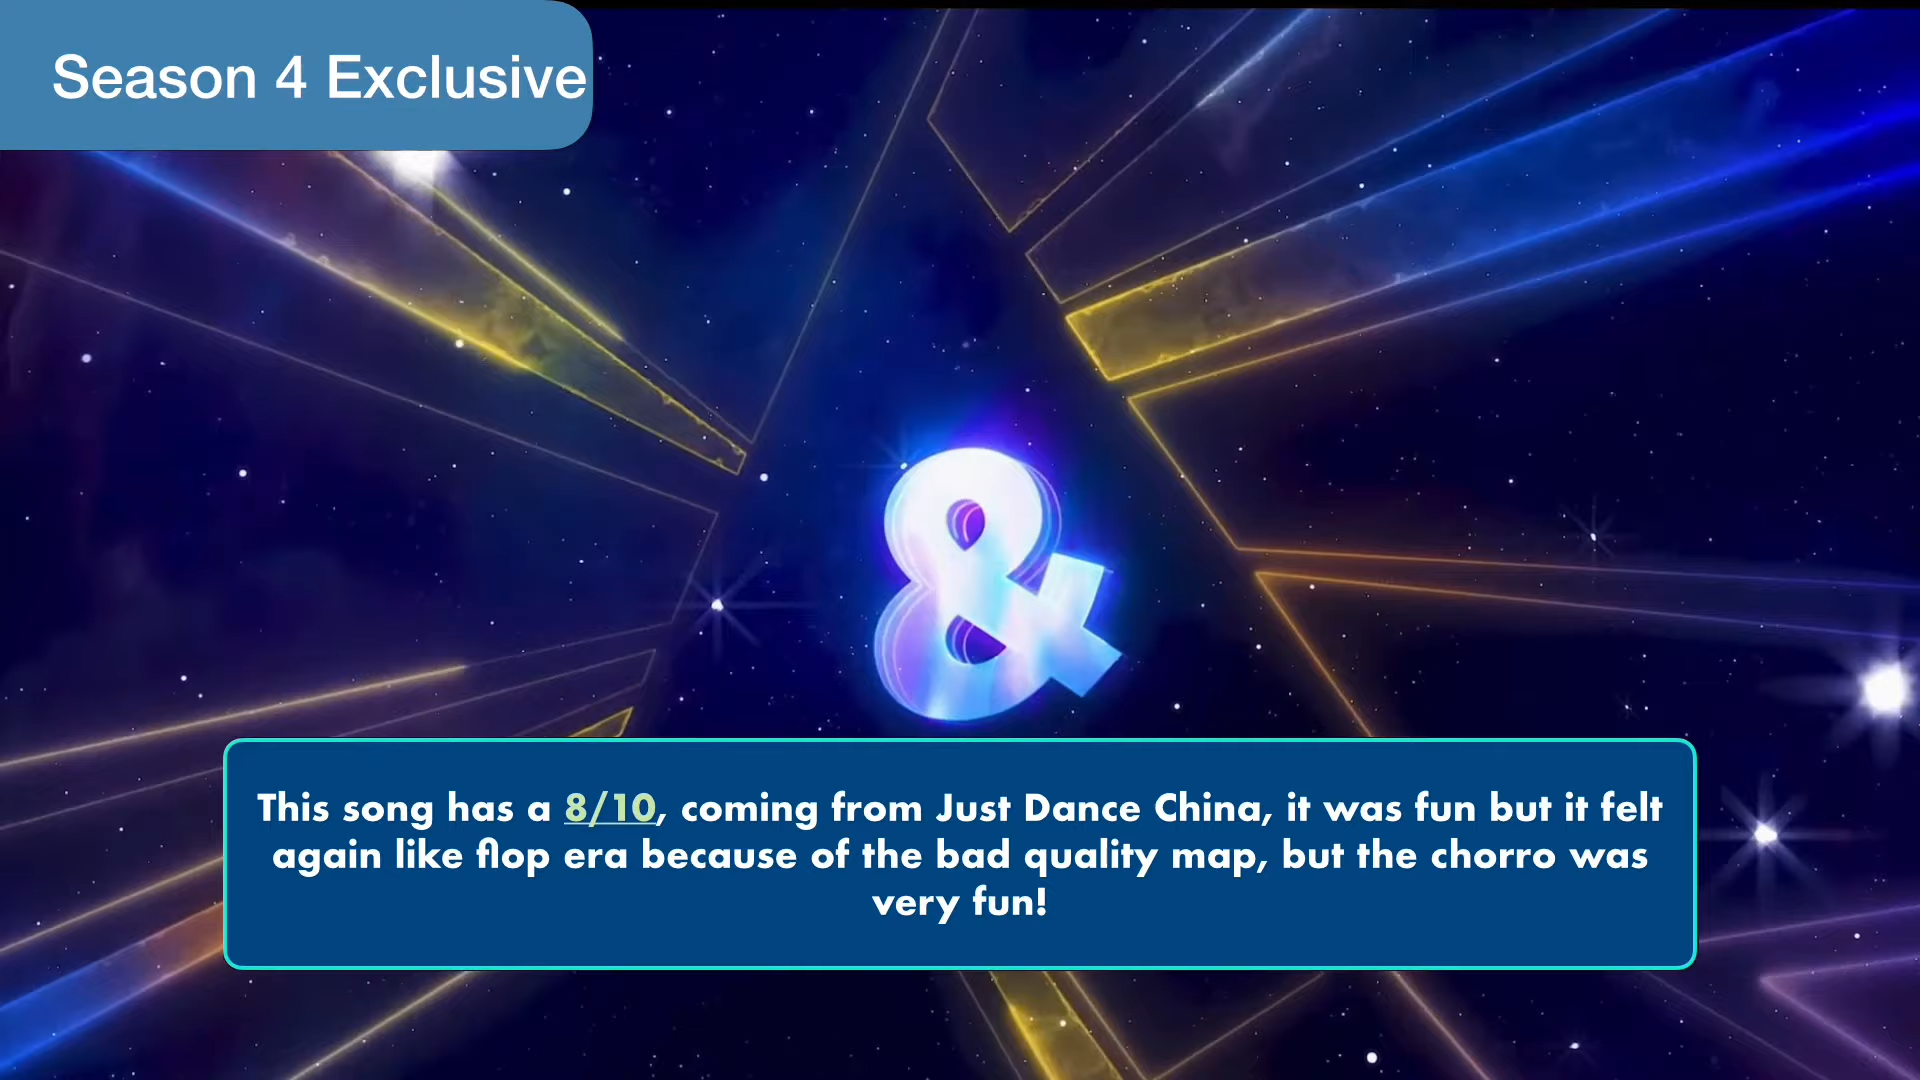 Season 4 Exclusive
&
This song has a 8/10, coming from Just Dance China, it was fun but it felt
again like flop era because of the bad quality map, but the chorro was
very fun!